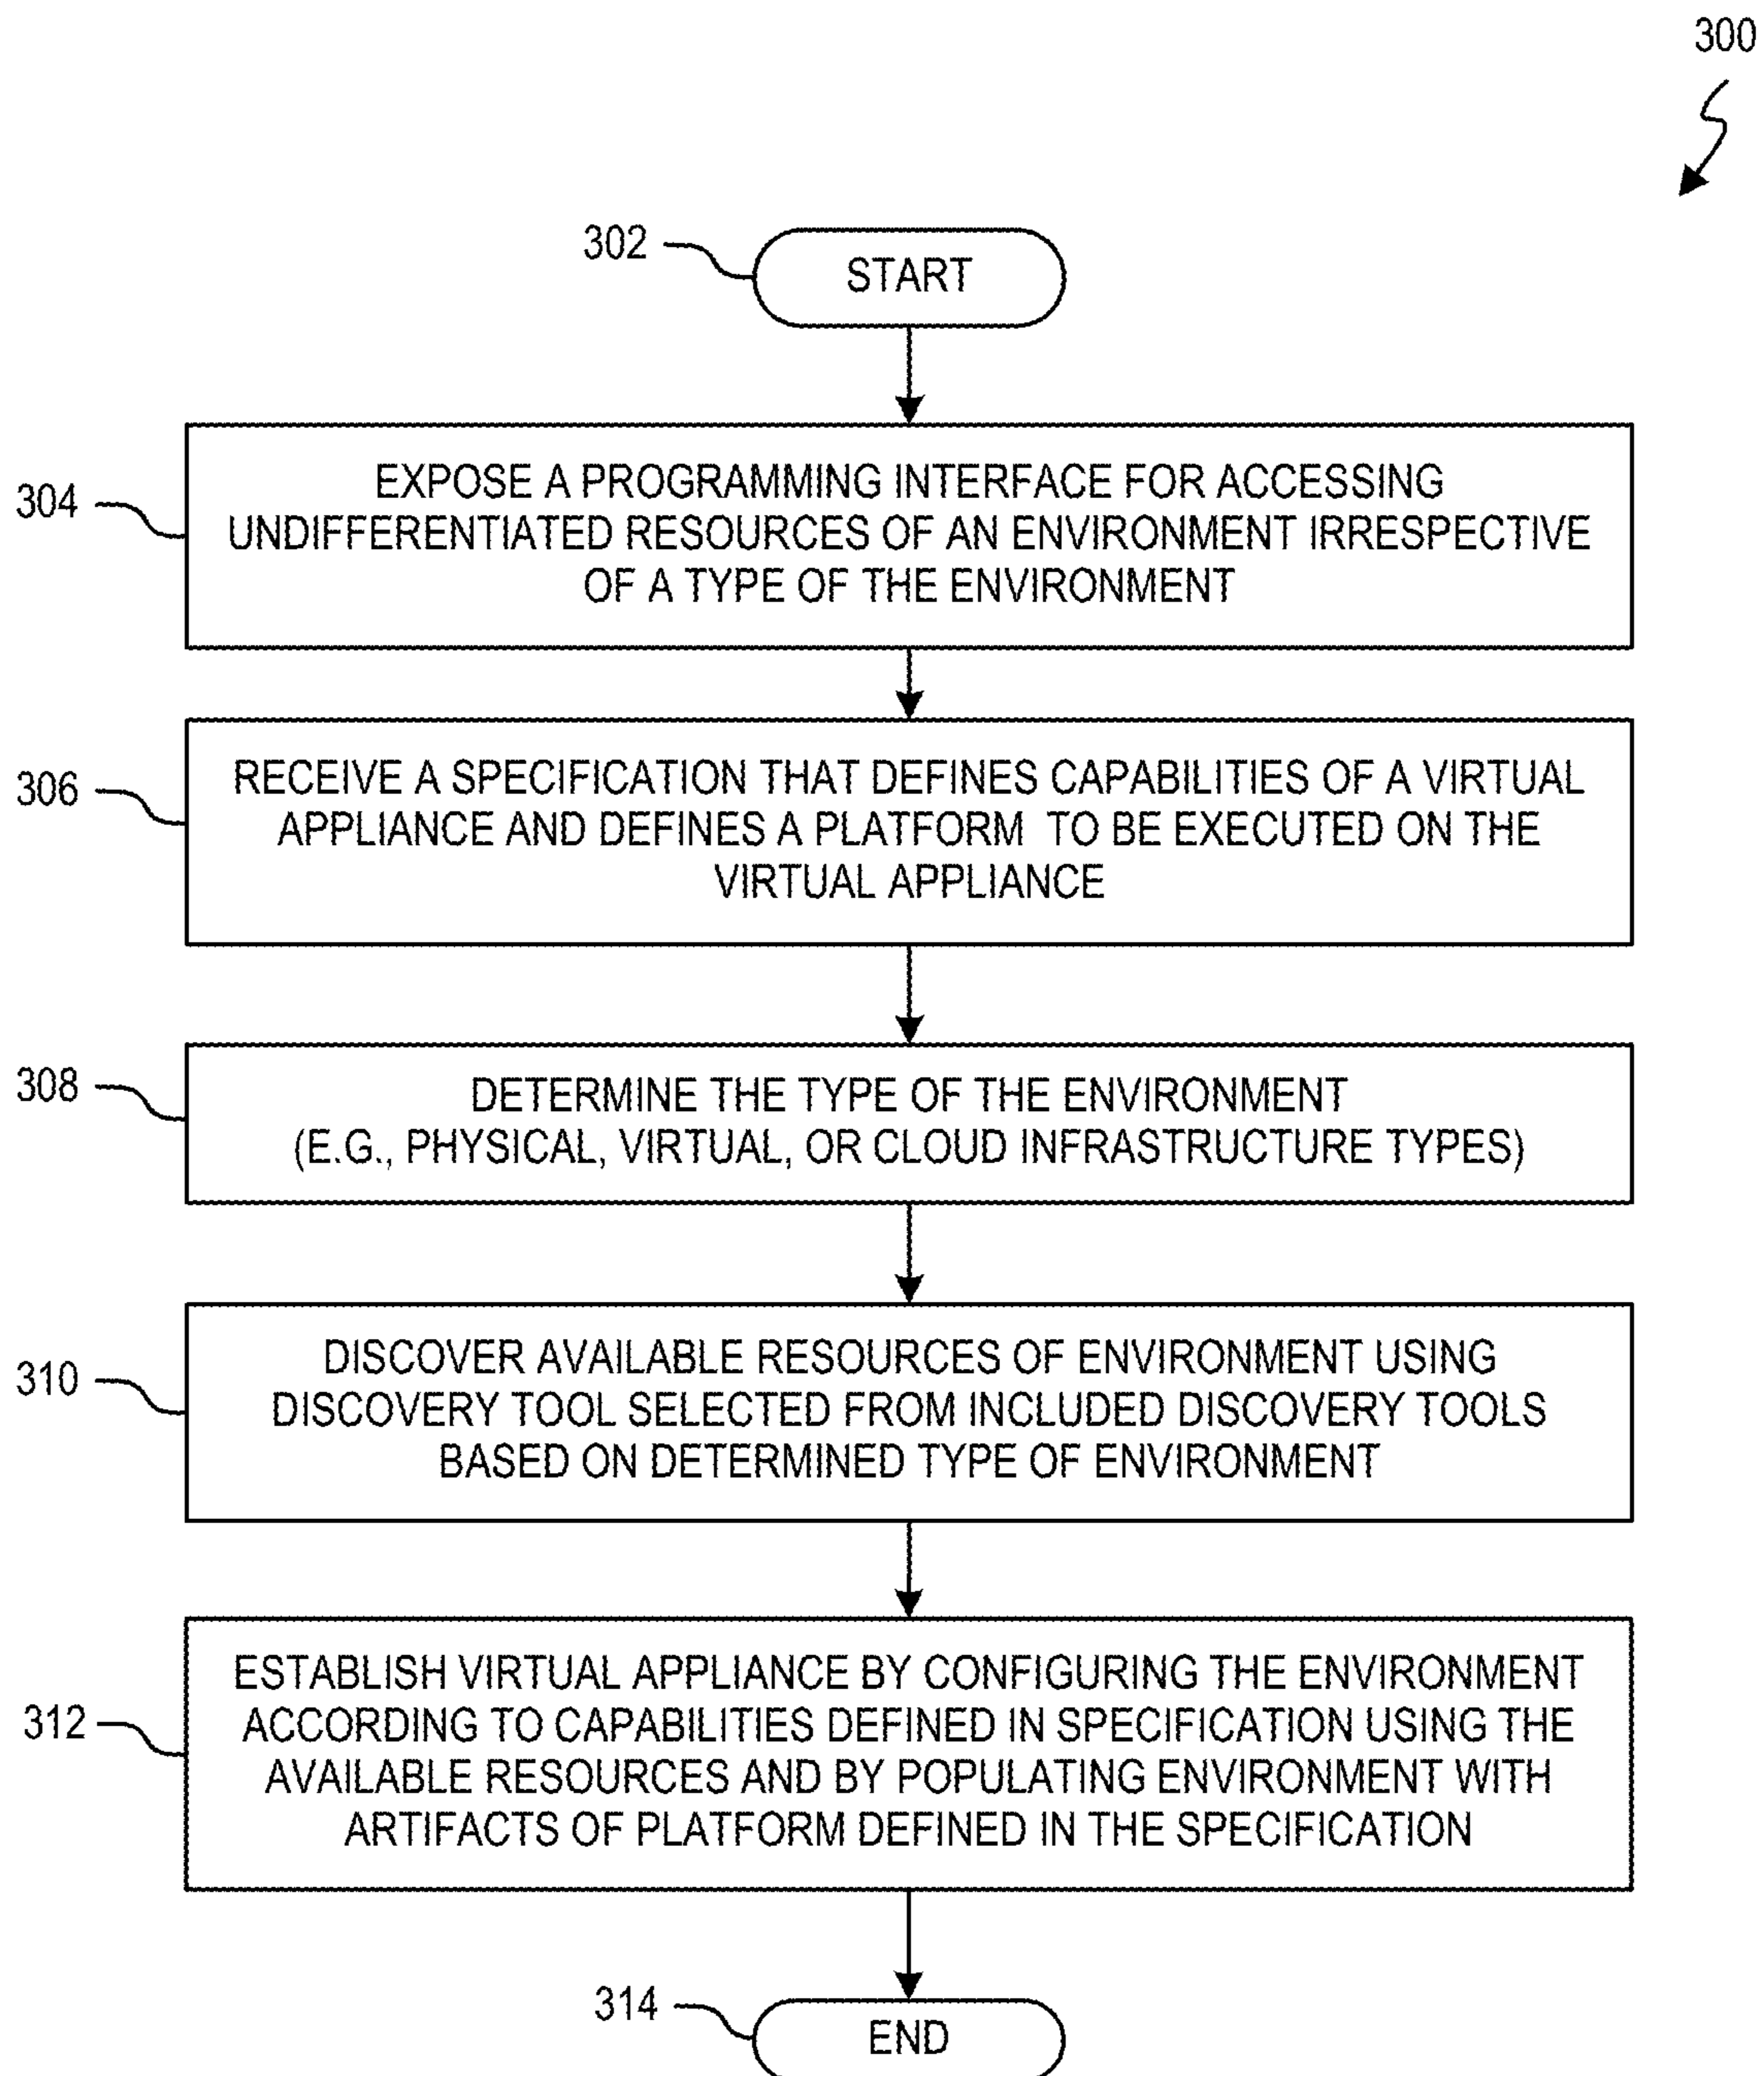 300
302
START
304
EXPOSE A PROGRAMMING INTERFACE FOR ACCESSING
UNDIFFERENTIATED RESOURCES OF AN ENVIRONMENT IRRESPECTIVE
OF A TYPE OF THE ENVIRONMENT
306
RECEIVE A SPECIFICATION THAT DEFINES CAPABILITIES OF A VIRTUAL
APPLIANCE AND DEFINES A PLATFORM TO BE EXECUTED ON THE
VIRTUAL APPLIANCE
308
DETERMINE THE TYPE OF THE ENVIRONMENT
(E.G., PHYSICAL, VIRTUAL, OR CLOUD INFRASTRUCTURE TYPES)
310
DISCOVER AVAILABLE RESOURCES OF ENVIRONMENT USING
DISCOVERY TOOL SELECTED FROM INCLUDED DISCOVERY TOOLS
BASED ON DETERMINED TYPE OF ENVIRONMENT
312
ESTABLISH VIRTUAL APPLIANCE BY CONFIGURING THE ENVIRONMENT
ACCORDING TO CAPABILITIES DEFINED IN SPECIFICATION USING THE
AVAILABLE RESOURCES AND BY POPULATING ENVIRONMENT WITH
ARTIFACTS OF PLATFORM DEFINED IN THE SPECIFICATION
314
END